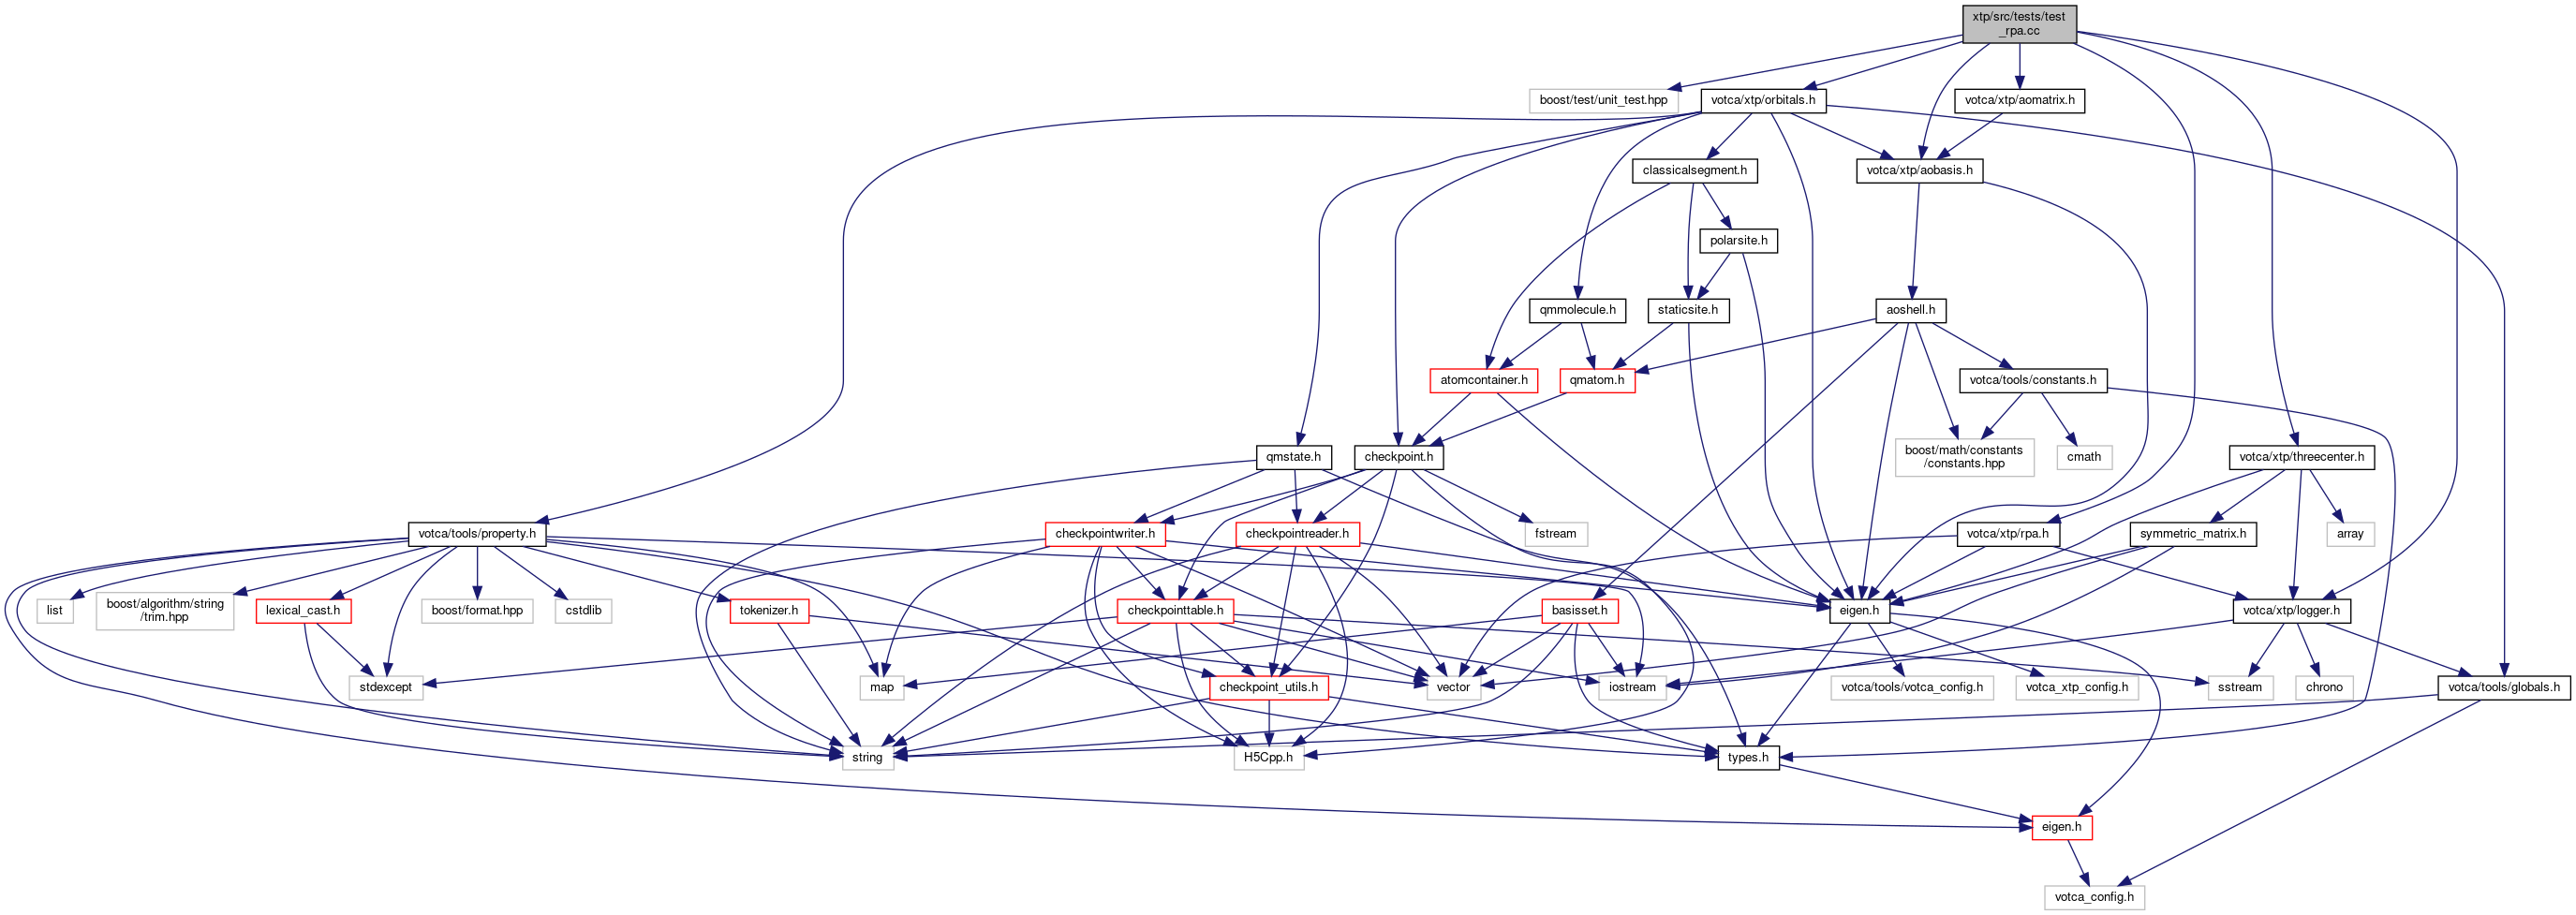 xtp/src/tests/test
_rpa.cc
boost/test/unit_test.hpp
votca/xtp/orbitals.h
votca/xtp/aomatrix.h
classicalsegment.h
votca/xtp/aobasis.h
polarsite.h
qmmolecule.h
staticsite.h
aoshell.h
atomcontainer.h
qmatom.h
votca/tools/constants.h
qmstate.h
checkpoint.h
boost/math/constants
/constants.hpp
cmath
votca/xtp/threecenter.h
votca/tools/property.h
checkpointwriter.h
checkpointreader.h
fstream
votca/xtp/rpa.h
symmetric_matrix.h
array
list
boost/algorithm/string
/trim.hpp
lexical_cast.h
boost/format.hpp
cstdlib
tokenizer.h
checkpointtable.h
basisset.h
eigen.h
votca/xtp/logger.h
stdexcept
map
checkpoint_utils.h
vector
iostream
votca/tools/votca_config.h
votca_xtp_config.h
sstream
chrono
votca/tools/globals.h
string
H5Cpp.h
types.h
eigen.h
votca_config.h